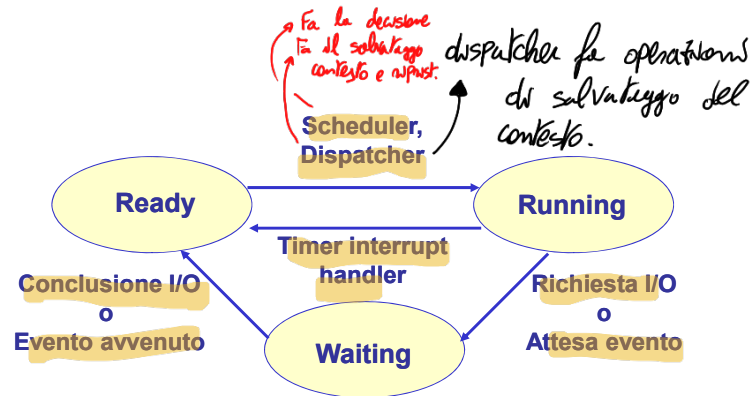 Fa la decisione
Fa il salvataggio
contesto e ripist.
dispatcher fa operazioni
di salvataggio del
contesto.
Scheduler,
Dispatcher
Ready
Running
Timer interrupt
handler
Conclusione I/O
o
Evento avvenuto
Richiesta I/O
o
Attesa evento
Waiting